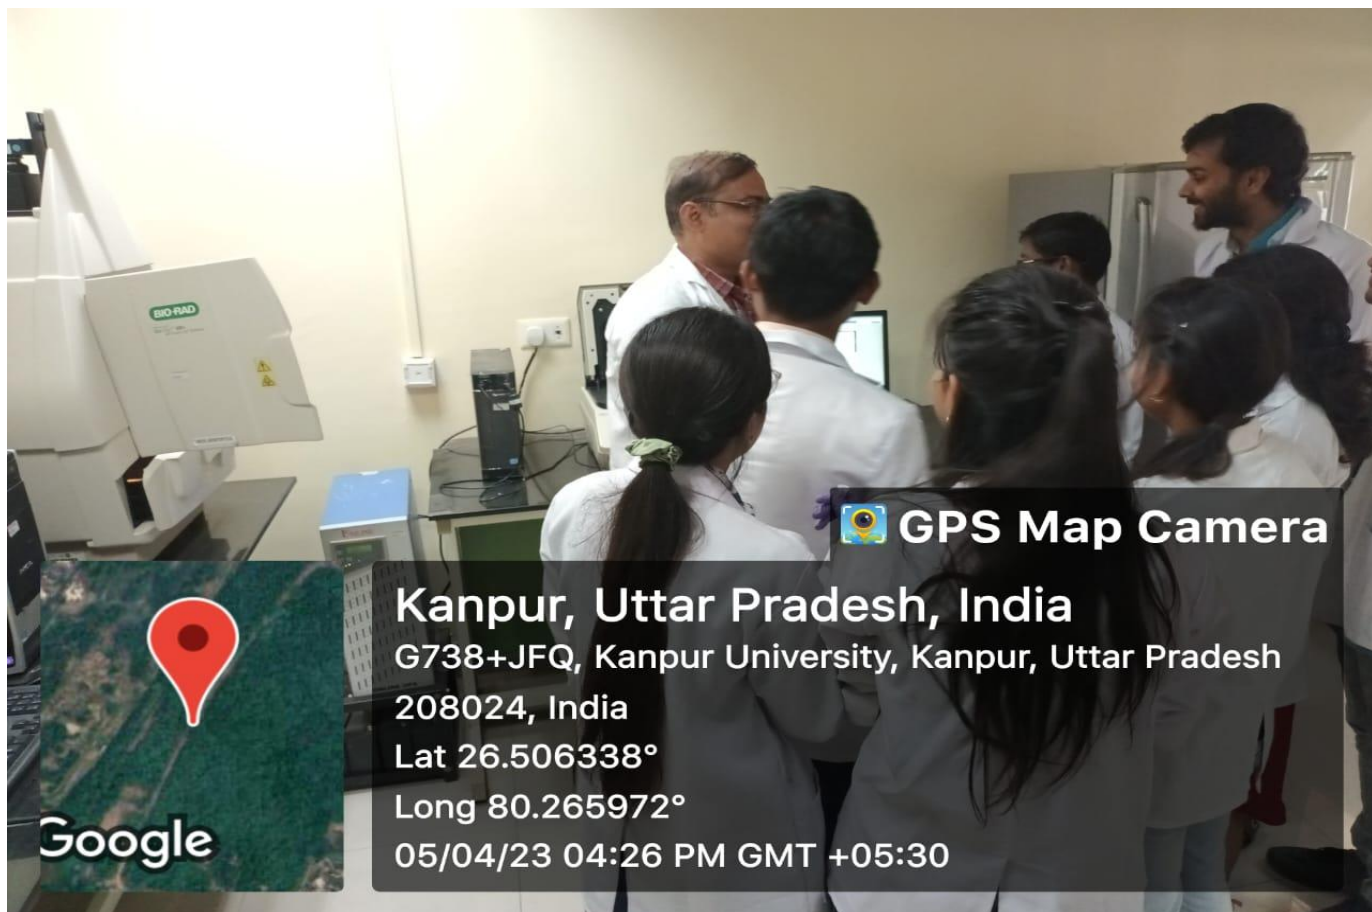 BIO-RAD
GPS Map Camera
Kanpur, Uttar Pradesh, India
G738+JFQ, Kanpur University, Kanpur, Uttar Pradesh
208024, India
Lat 26.506338°
Long 80.265972°
05/04/23 04:26 PM GMT +05:30
Google